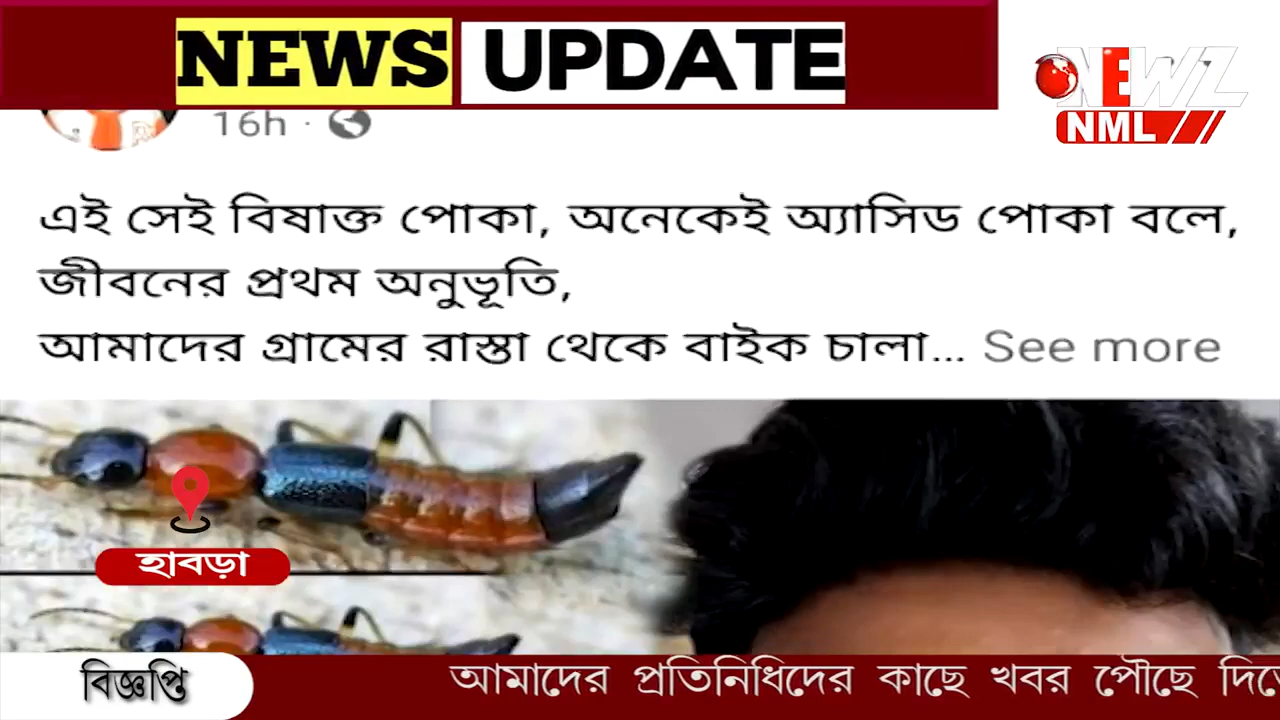 NEWS UPDATE
NEWZ
NML
16h ·
এই সেই বিষাক্ত পোকা, অনেকেই অ্যাসিড পোকা বলে,
জীবনের প্রথম অনুভূতি,
আমাদের গ্রামের রাস্তা থেকে বাইক চালা... See more
হাবড়া
বিজ্ঞপ্তি
আমাদের প্রতিনিধিদের কাছে খবর পৌছে